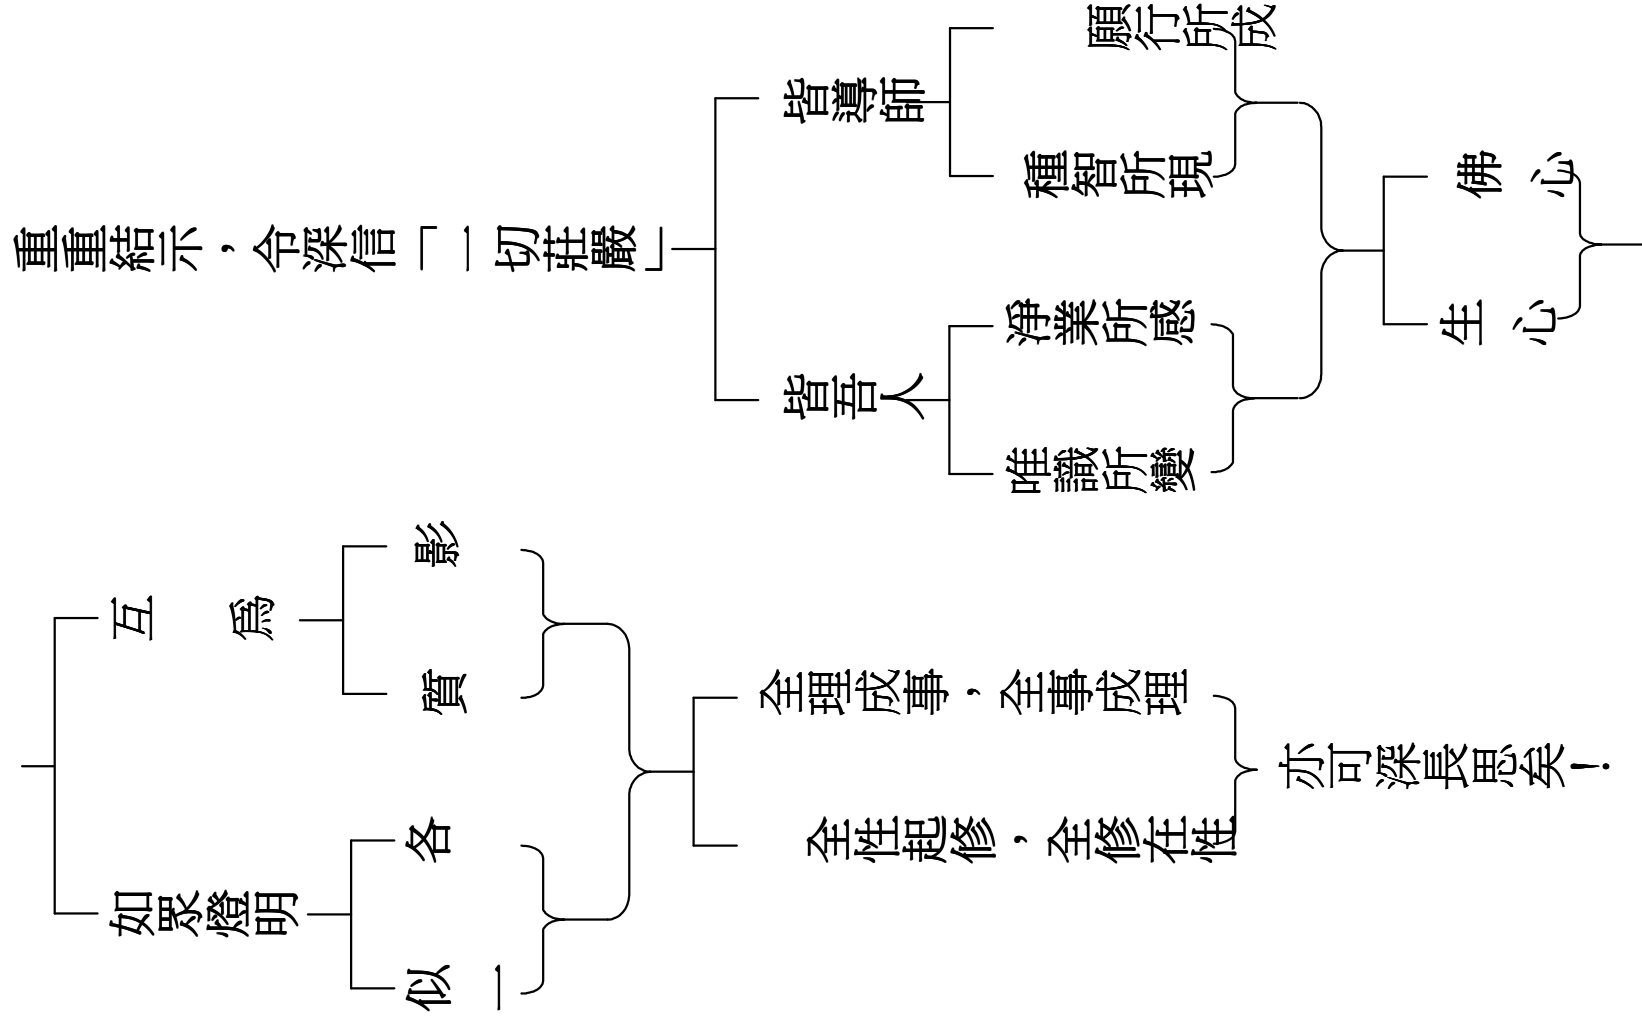 重重結示，令深信「一切莊嚴」
皆導師
願行所成
種智所現
皆吾人
淨業所感
唯識所變
佛 心
生 心
互 為
影
質
如眾燈明
各
似 一
全理成事，全事成理
全性起修，全修在性
亦可深長思矣！